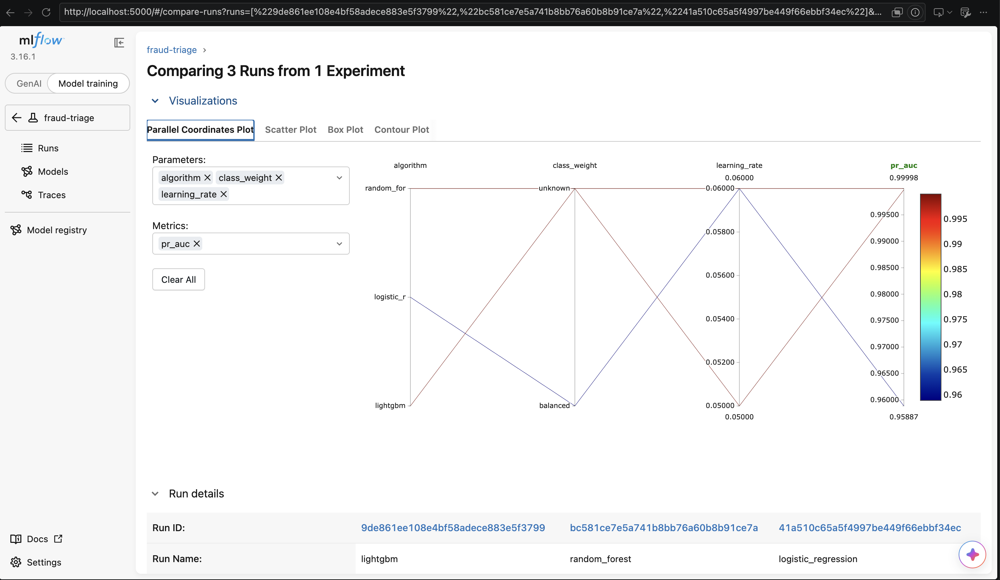 http://localhost:5000/#/compare-runs?runs=[%229de861ee108e4bf58adece883e5f3799%22,%22bc581ce7e5a741b8bb76a60b8b91ce7a%22,%2241a510c65a5f4997be449f66ebbf34ec%22]&...
mlflow
3.16.1
GenAI
Model training
fraud-triage
Runs
Models
Traces
Model registry
Docs
Settings
fraud-triage
Comparing 3 Runs from 1 Experiment
Visualizations
Parallel Coordinates Plot
Scatter Plot
Box Plot
Contour Plot
Parameters:
algorithm
class_weight
learning_rate
Metrics:
pr_auc
Clear All
algorithm
random_for
logistic_r
lightgbm
class_weight
unknown
balanced
learning_rate
0.06000
0.06000
0.05800
0.05600
0.05400
0.05200
0.05000
0.05000
pr_auc
0.99998
0.99500
0.99000
0.98500
0.98000
0.97500
0.97000
0.96500
0.96000
0.95887
0.995
0.99
0.985
0.98
0.975
0.97
0.965
0.96
Run details
Run ID: 9de861ee108e4bf58adece883e5f3799 bc581ce7e5a741b8bb76a60b8b91ce7a 41a510c65a5f4997be449f66ebbf34ec
Run Name: lightgbm random_forest logistic_regression